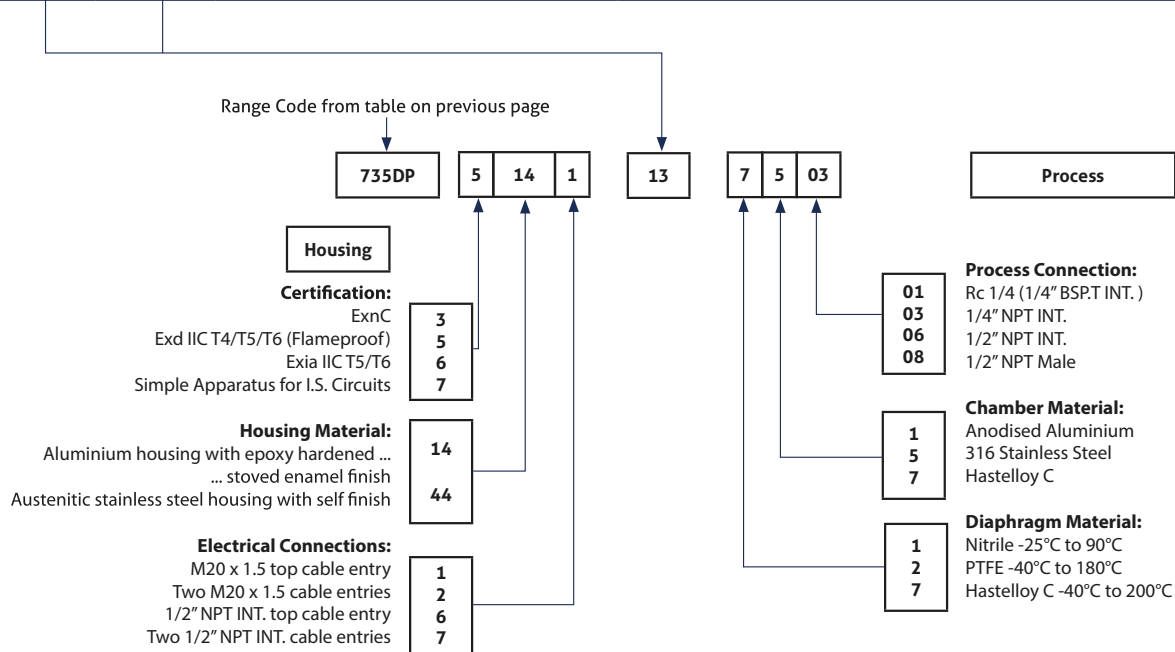 Range Code from table on previous page
735DP 5 14 1 13 7 5 03 Process
Housing
Certification:
ExnC 3
Exd IIC T4/T5/T6 (Flameproof) 5
Exia IIC T5/T6 6
Simple Apparatus for I.S. Circuits 7
Housing Material:
Aluminium housing with epoxy hardened ... 14
... stoved enamel finish
Austenitic stainless steel housing with self finish 44
Electrical Connections:
M20 x 1.5 top cable entry 1
Two M20 x 1.5 cable entries 2
1/2” NPT INT. top cable entry 6
Two 1/2” NPT INT. cable entries 7
Process Connection:
01 Rc 1/4 (1/4” BSP.T INT. )
03 1/4” NPT INT.
06 1/2” NPT INT.
08 1/2” NPT Male
Chamber Material:
1 Anodised Aluminium
5 316 Stainless Steel
7 Hastelloy C
Diaphragm Material:
1 Nitrile -25°C to 90°C
2 PTFE -40°C to 180°C
7 Hastelloy C -40°C to 200°C